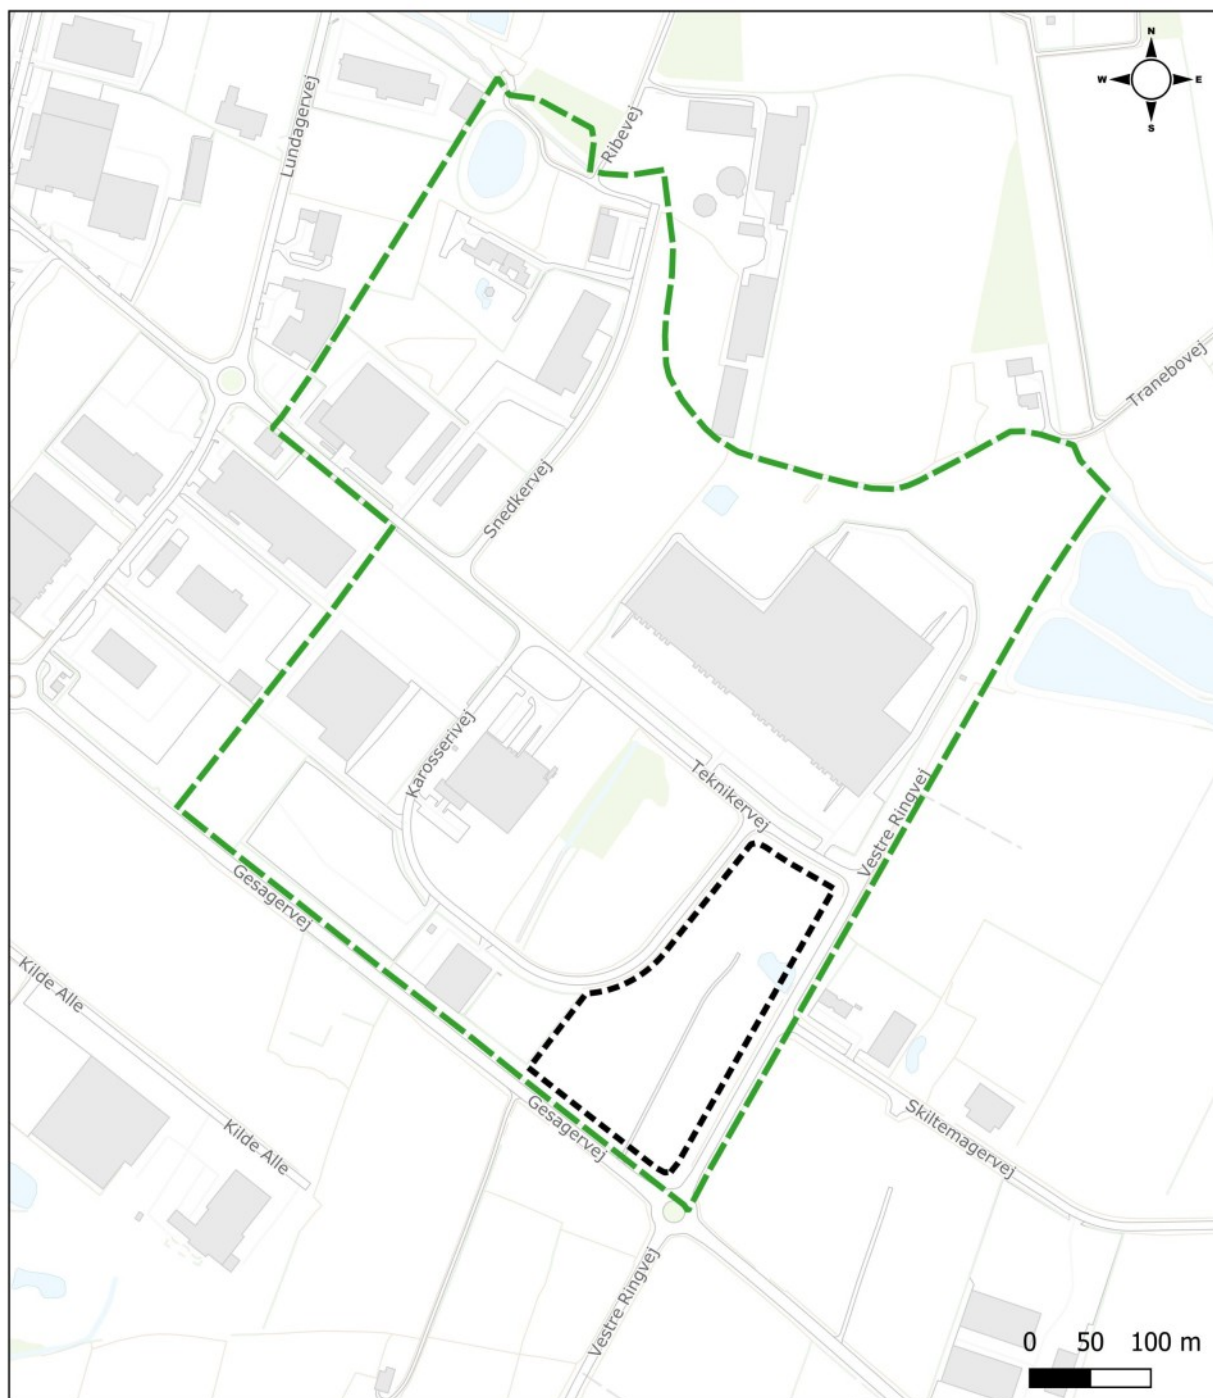 N
W E
S
Lundagervej
Ribevej
Tranebovej
Snedkervej
Karosserivej
Teknikervej
Vestre Ringvej
Gesagervej
Kilde Alle
Gesagervej
Skiltemagervej
Kilde Alle
Vestre Ringvej
0 50 100 m